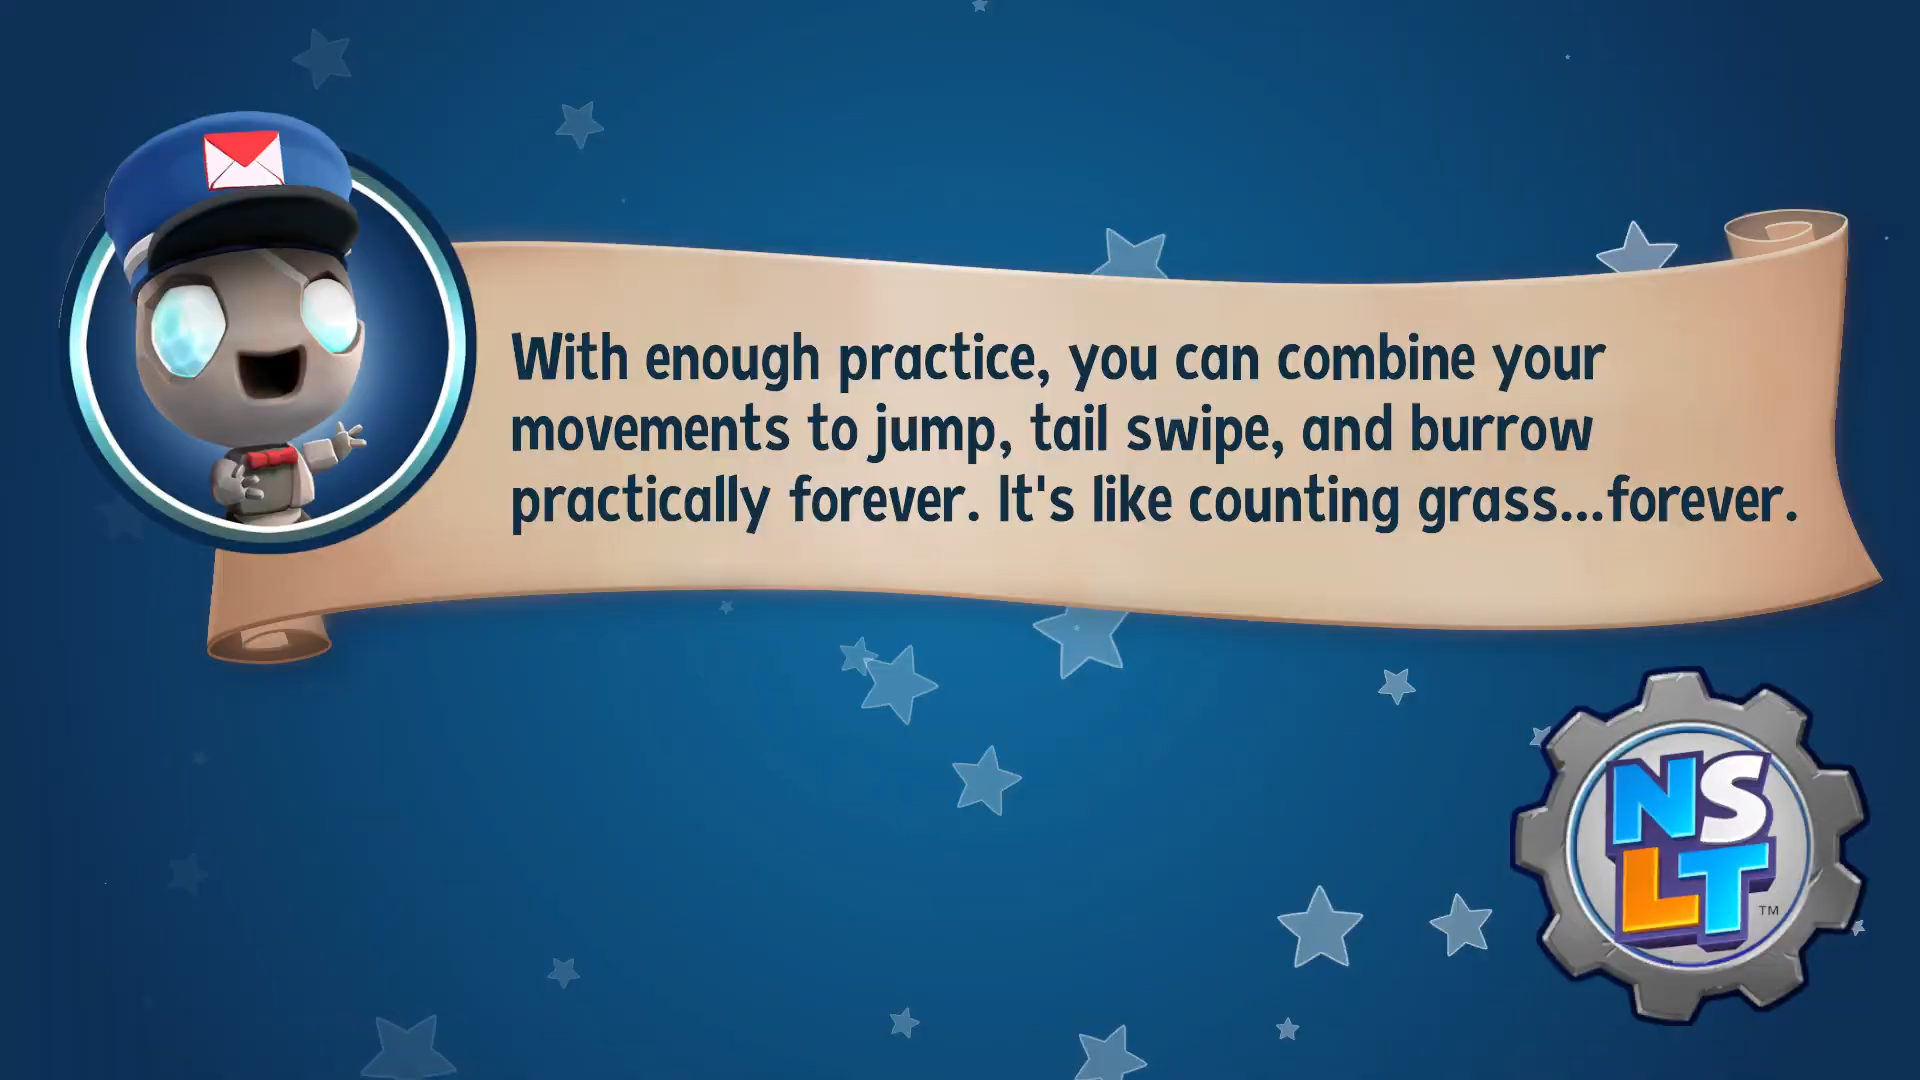 With enough practice, you can combine your
movements to jump, tail swipe, and burrow
practically forever. It's like counting grass...forever.
NS
LT
TM